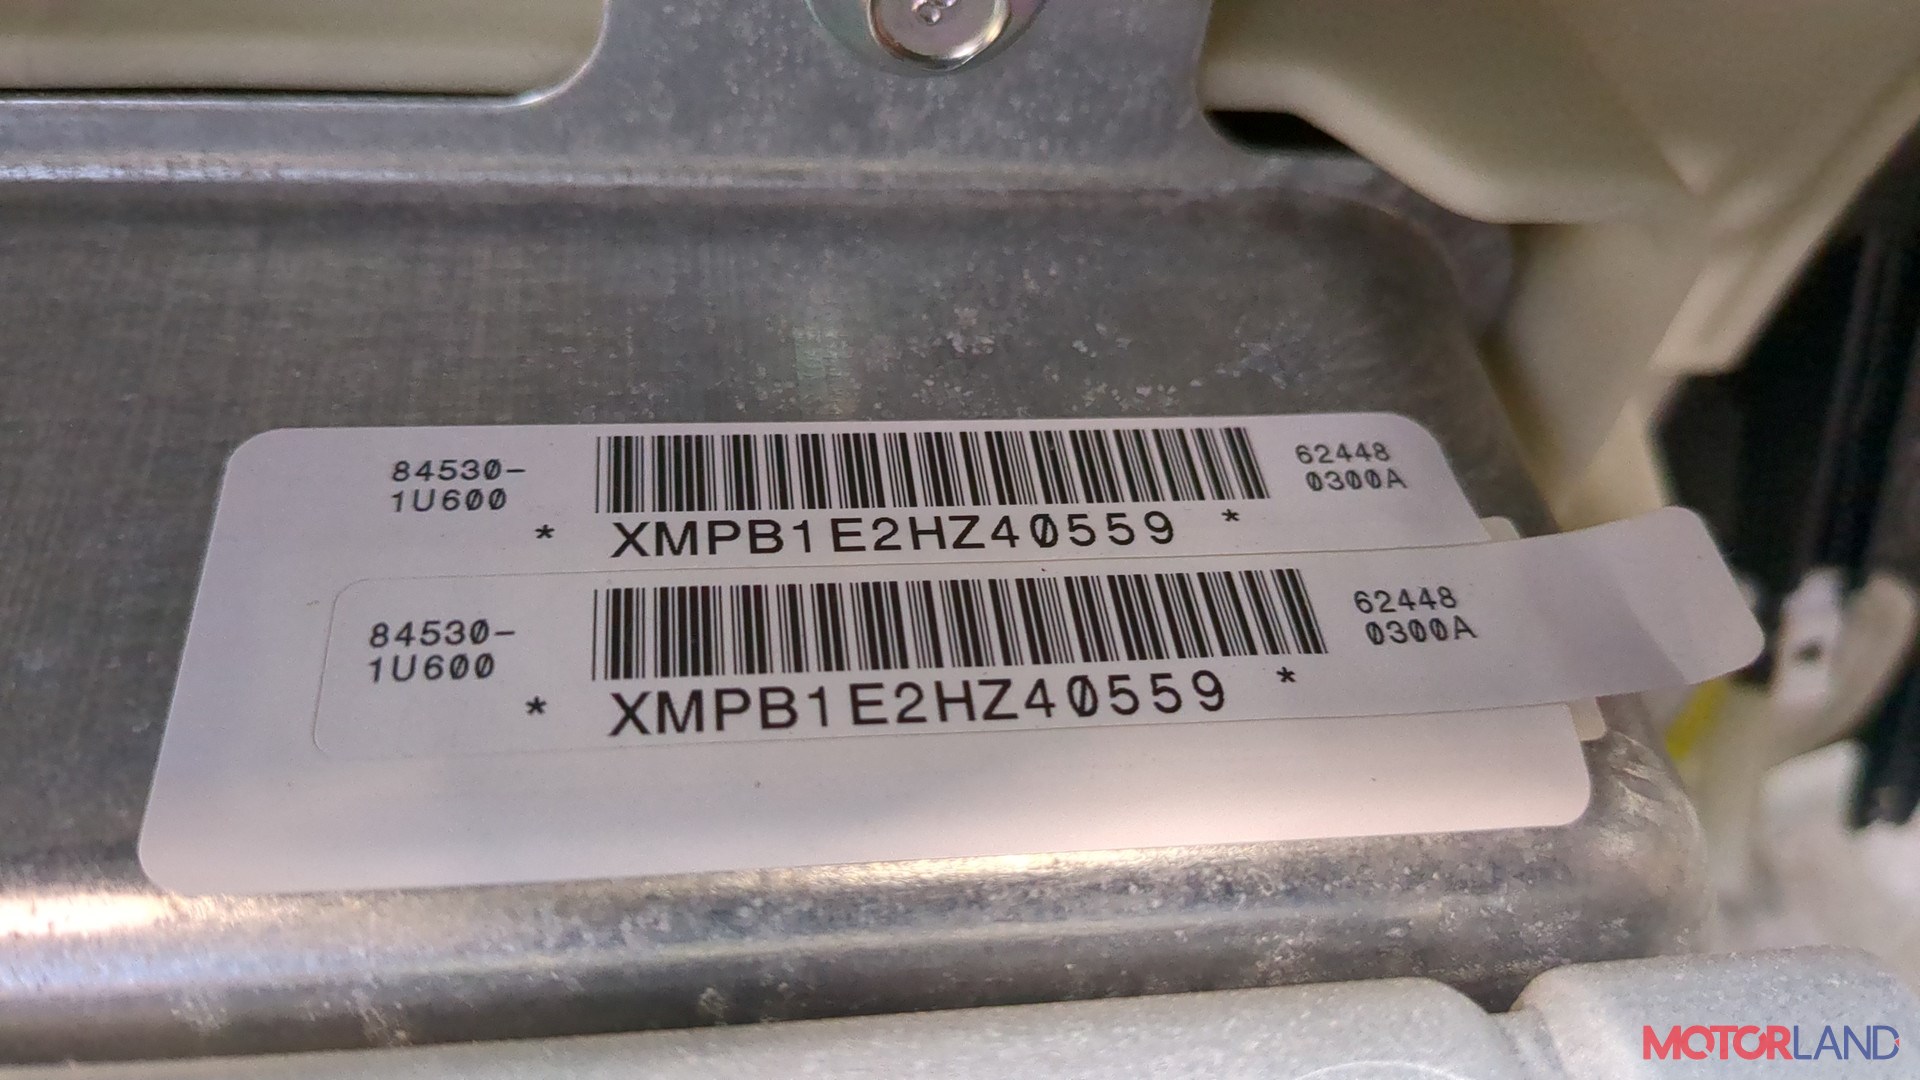 84530-
1U600
62448
0300A
* XMPB1E2HZ40559 *
84530-
1U600
62448
0300A
* XMPB1E2HZ40559 *
MOTORLAND